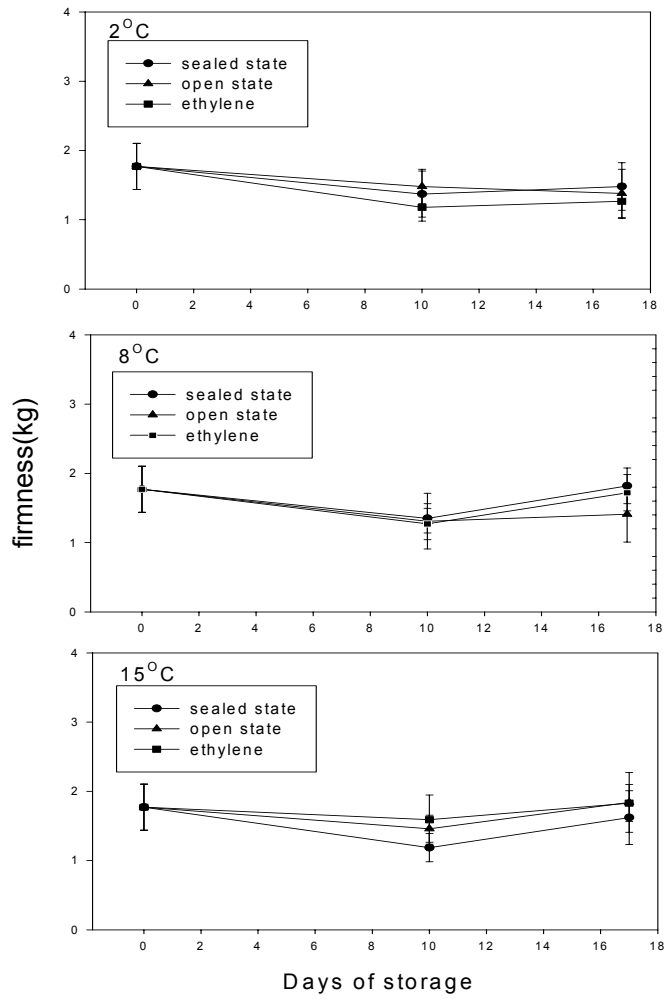 4
2°C
sealed state
open state
ethylene
3
2
1
0
0 2 4 6 8 10 12 14 16 18
4
8°C
sealed state
open state
ethylene
3
2
1
0
0 2 4 6 8 10 12 14 16 18
firmness(kg)
4
15°C
sealed state
open state
ethylene
3
2
1
0
0 2 4 6 8 10 12 14 16 18
Days of storage